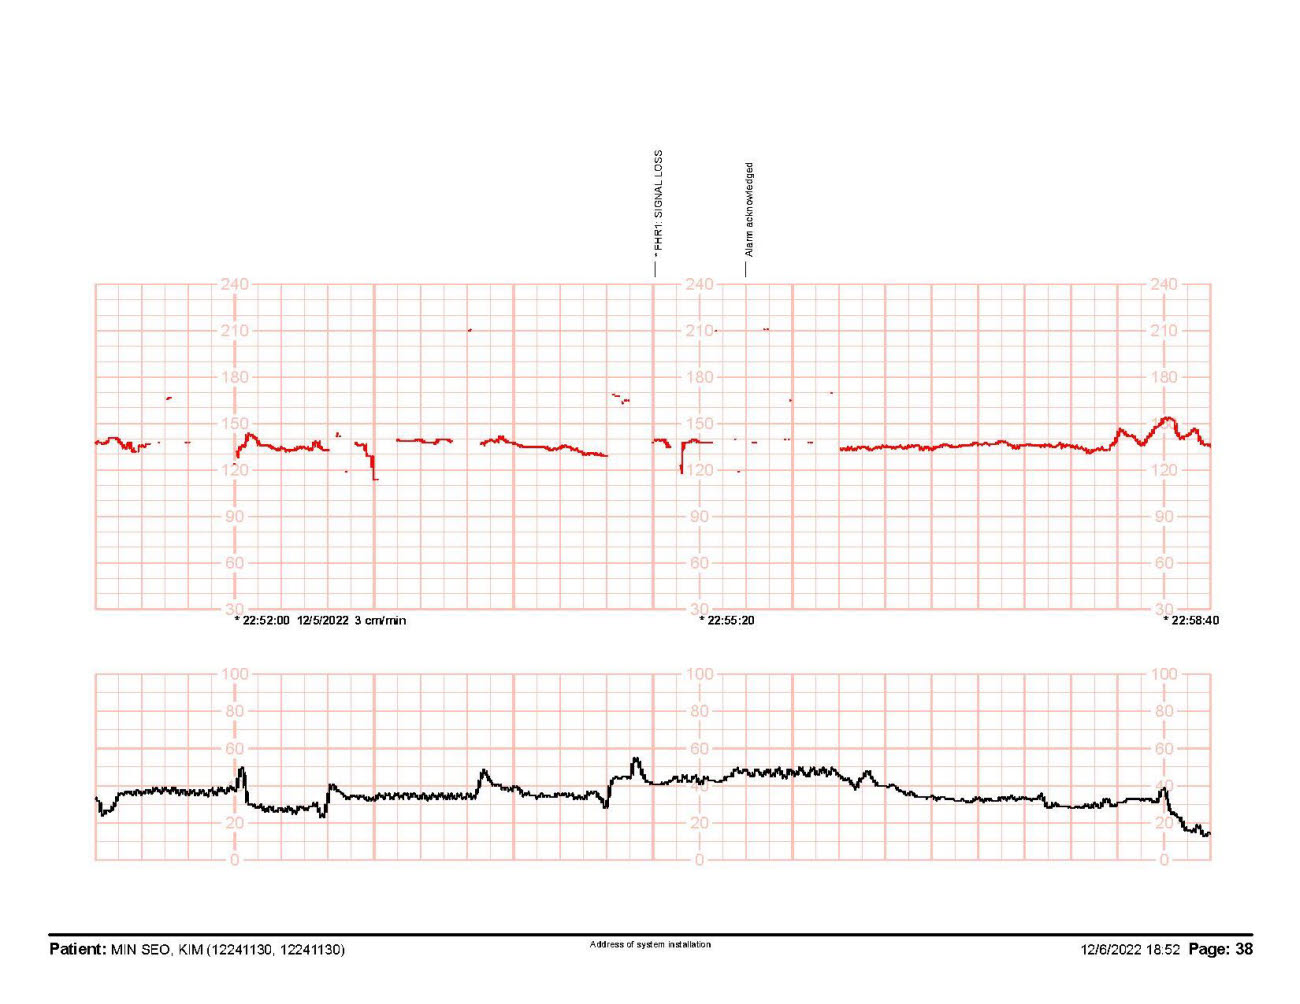 * FHR1: SIGNAL LOSS
Alarm acknowledged
240 240 240
210 210 210
180 180 180
150 150 150
120 120 120
90 90 90
60 60 60
30 30 30
* 22:52:00 12/5/2022 3 cm/min * 22:55:20 * 22:58:40
100 100 100
80 80 80
60 60 60
40 40 40
20 20 20
0 0 0
Patient: MIN SEO, KIM (12241130, 12241130) Address of system installation 12/6/2022 18:52 Page: 38